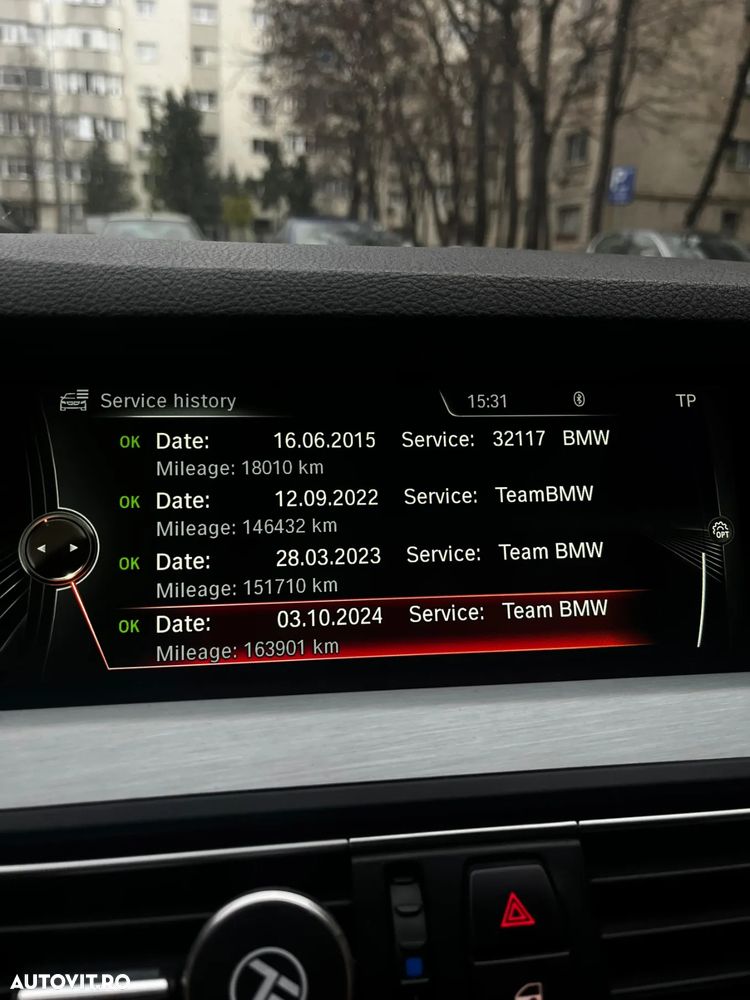 Service history 15:31 TP
OK Date: 16.06.2015 Service: 32117 BMW
Mileage: 18010 km
OK Date: 12.09.2022 Service: TeamBMW
Mileage: 146432 km
OPT
OK Date: 28.03.2023 Service: Team BMW
Mileage: 151710 km
OK Date: 03.10.2024 Service: Team BMW
Mileage: 163901 km
AUTOVIT.RO